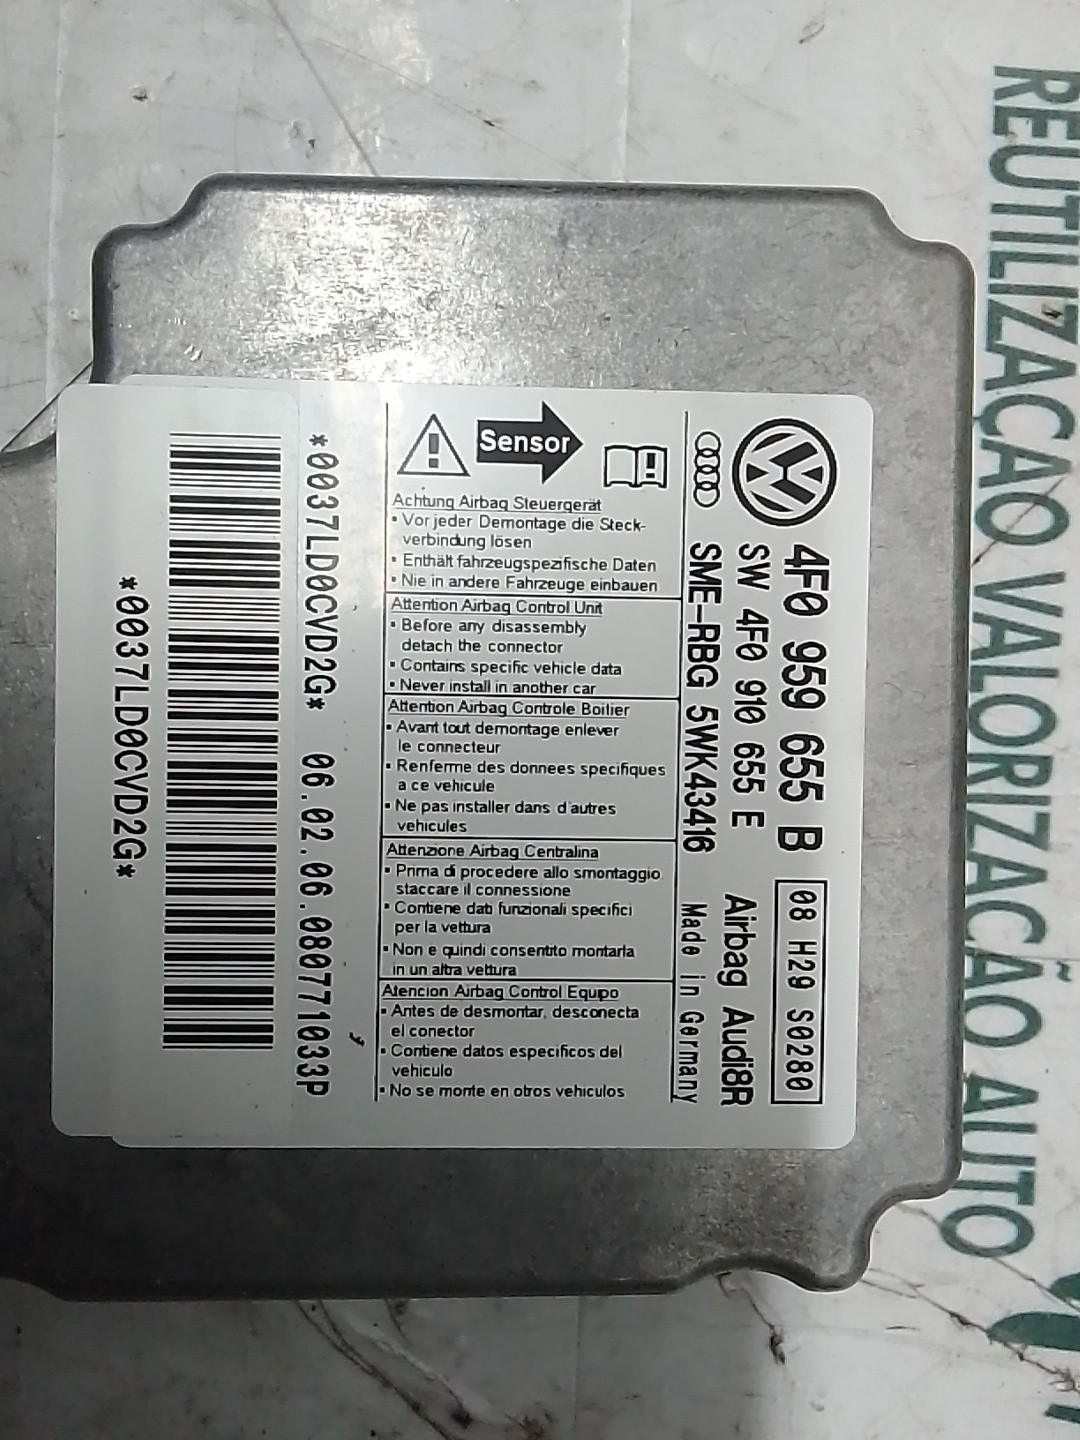 4F0 959 655 B
08 H29 S0280
SW 4F0 910 655 E
Airbag Audi8R
SME-RBG 5WK43416
Made in Germany
Sensor
Achtung Airbag Steuergerät
• Vor jeder Demontage die Steck-
verbindung lösen
• Enthält fahrzeugspezifische Daten
• Nie in andere Fahrzeuge einbauen
Attention Airbag Control Unit
• Before any disassembly
detach the connector
• Contains specific vehicle data
• Never install in another car
Attention Airbag Controle Boitier
• Avant tout demontage enlever
le connecteur
• Renferme des donnees specifiques
a ce vehicule
• Ne pas installer dans d'autres
vehicules
Attenzione Airbag Centralina
• Prima di procedere allo smontaggio
staccare il connessione
• Contiene dati funzionali specifici
per la vettura
• Non e quindi consentito montarla
in un altra vettura
Atencion Airbag Control Equipo
• Antes de desmontar, desconecta
el conector
• Contiene datos especificos del
vehiculo
• No se monte en otros vehiculos
*0037LD0CVD2G* 06.02.06.080771033P
*0037LD0CVD2G*
REUTILIZAÇÃO VALORIZAÇÃO AUTO